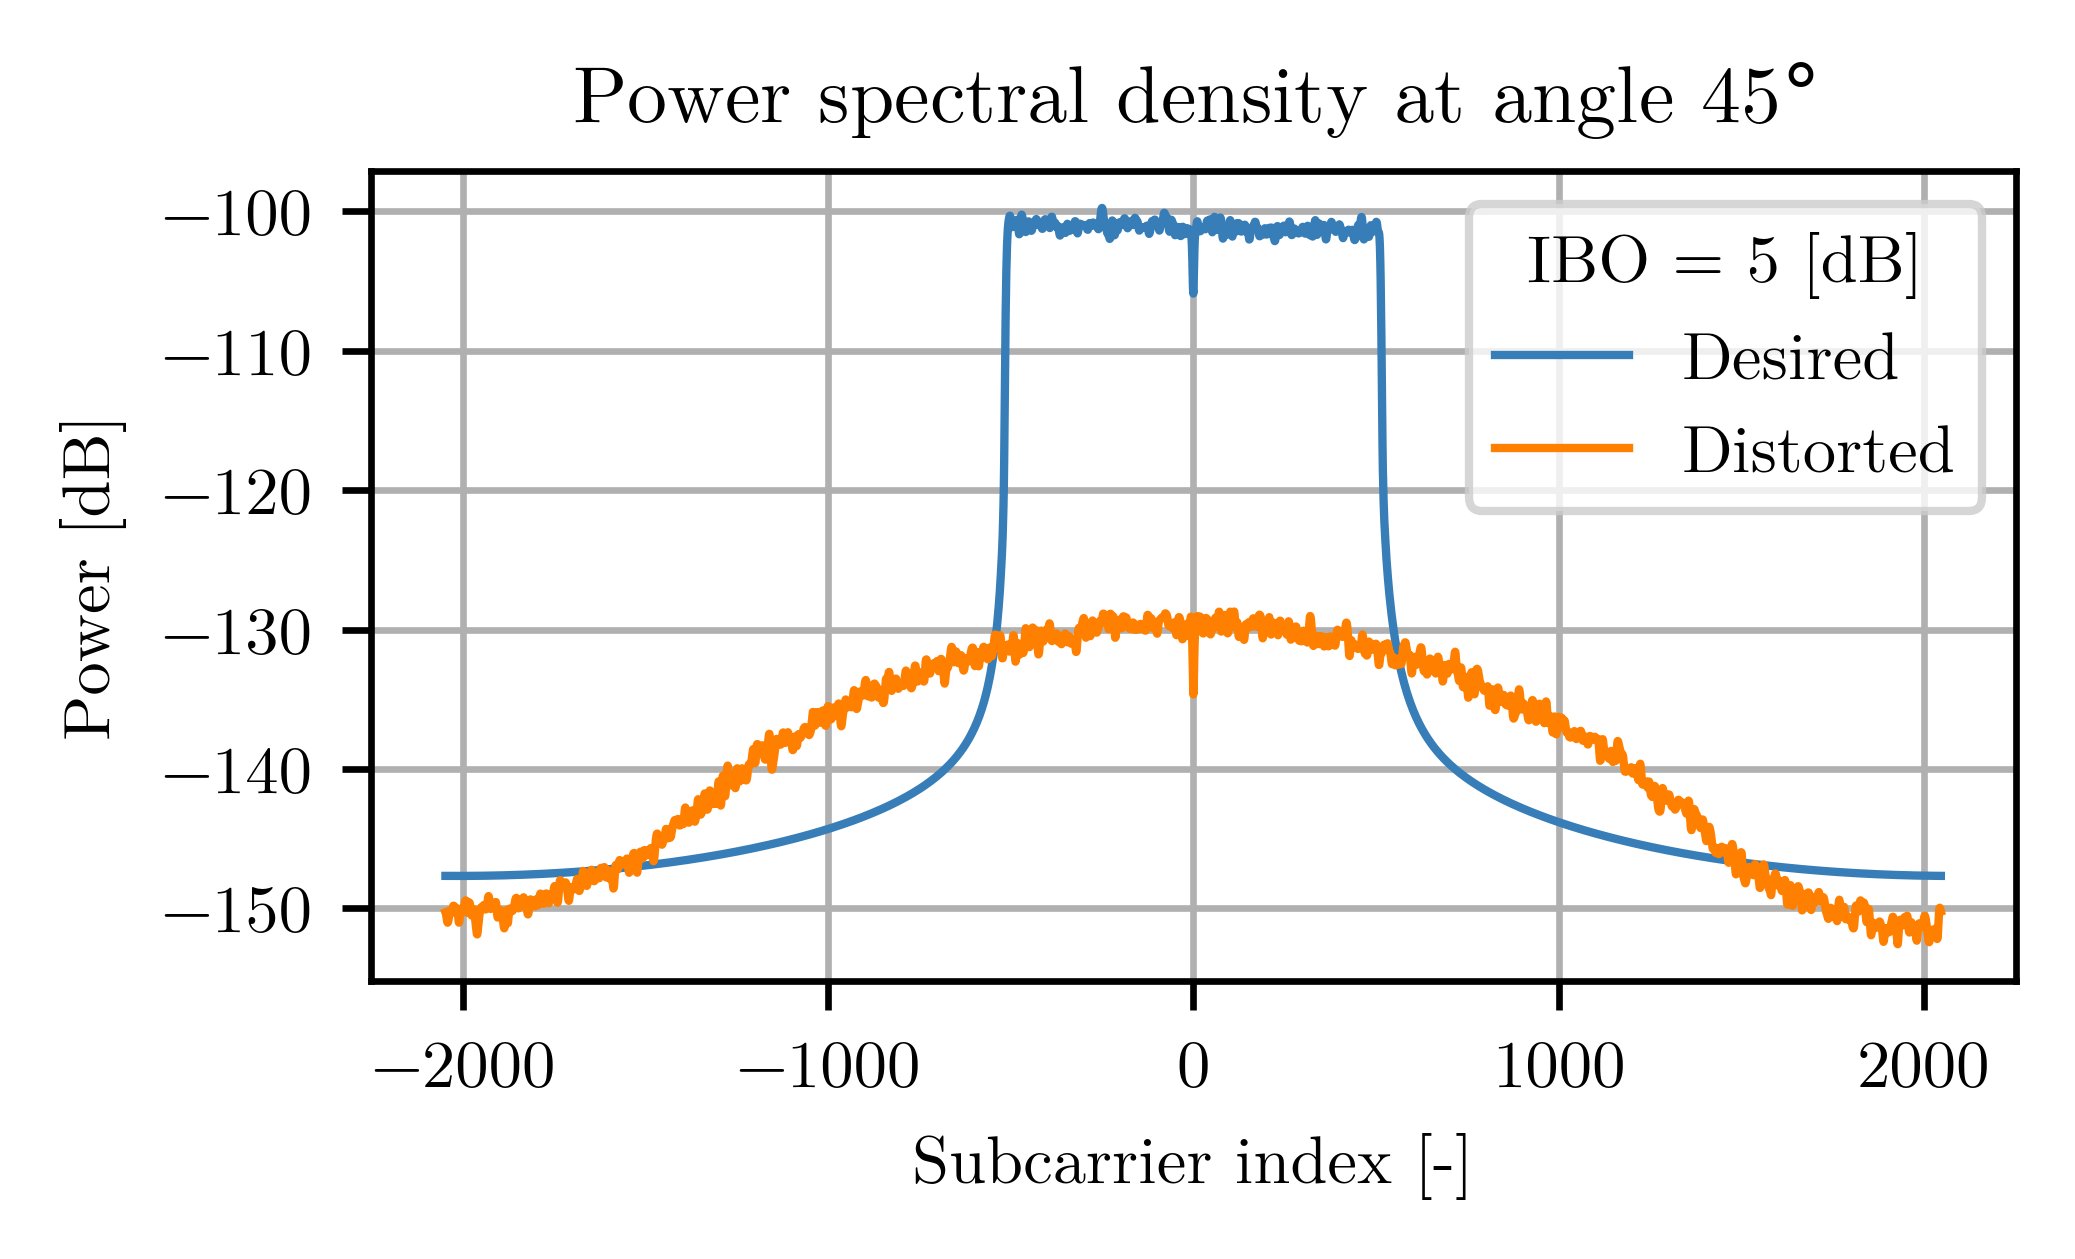 Power spectral density at angle 45°
−100
−110
−120
−130
−140
−150
Power [dB]
IBO = 5 [dB]
Desired
Distorted
−2000
−1000
0
1000
2000
Subcarrier index [-]